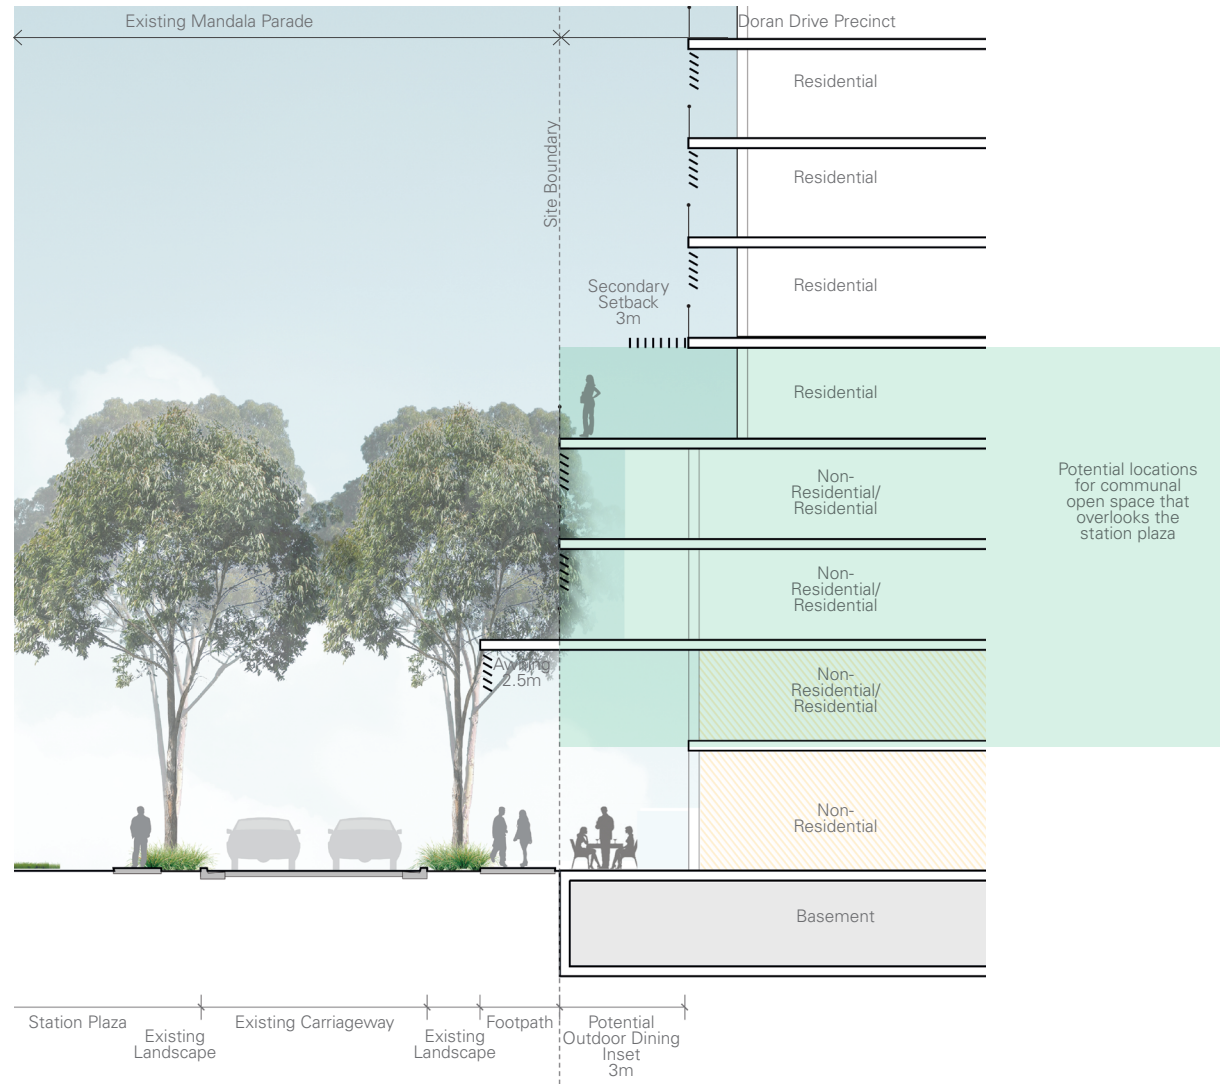 Existing Mandala Parade
Doran Drive Precinct
Residential
Site Boundary
Residential
Residential
Secondary
Setback
3m
Residential
Non-
Residential/
Residential
Potential locations
for communal
open space that
overlooks the
station plaza
Non-
Residential/
Residential
Awning
2.5m
Non-
Residential/
Residential
Non-
Residential
Basement
Station Plaza
Existing
Landscape
Existing Carriageway
Existing
Landscape
Footpath
Potential
Outdoor Dining
Inset
3m